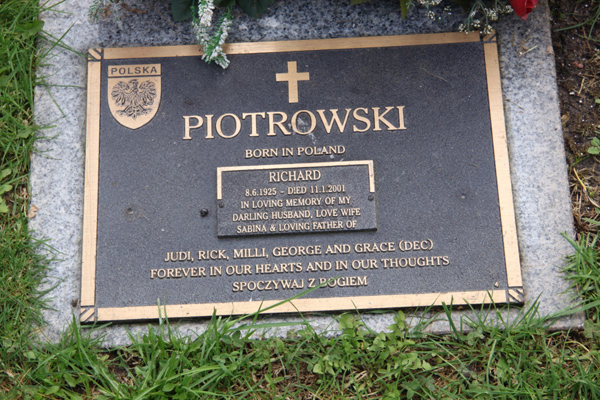 POLSKA
PIOTROWSKI
BORN IN POLAND
RICHARD
8.6.1925 - DIED 11.1.2001
IN LOVING MEMORY OF MY
DARLING HUSBAND, LOVE WIFE
SABINA & LOVING FATHER OF
JUDI, RICK, MILLI, GEORGE AND GRACE (DEC)
FOREVER IN OUR HEARTS AND IN OUR THOUGHTS
SPOCZYWAJ Z BOGIEM